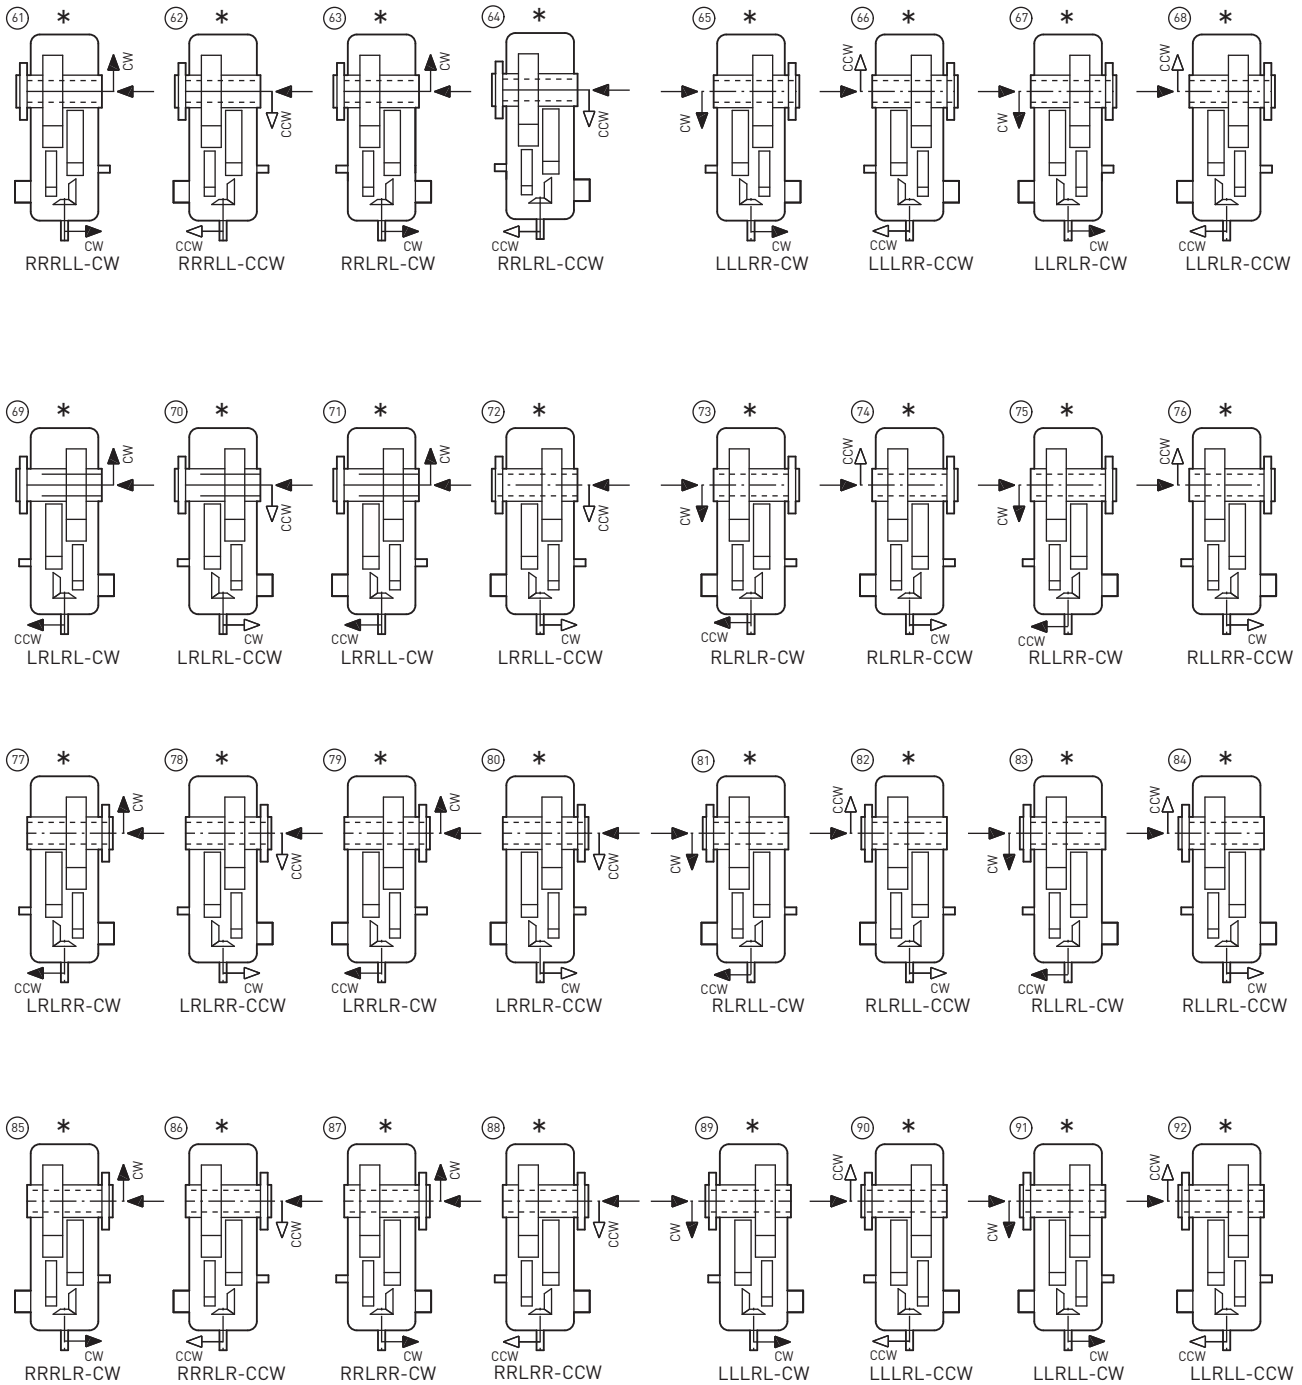 61 * 62 * 63 * 64 * 65 * 66 * 67 * 68 *
CW CCW CW CCW CW CCW CW CCW
CW CCW CW CCW CW CCW CW CCW
RRRLL-CW RRRLL-CCW RRLRL-CW RRLRL-CCW LLLRR-CW LLLRR-CCW LLRLR-CW LLRLR-CCW
69 * 70 * 71 * 72 * 73 * 74 * 75 * 76 *
CW CCW CW CCW CW CCW CW CCW
CCW CW CCW CW CCW CW CCW CW
LRLRL-CW LRLRL-CCW LRRLL-CW LRRLL-CCW RLRLR-CW RLRLR-CCW RLLRR-CW RLLRR-CCW
77 * 78 * 79 * 80 * 81 * 82 * 83 * 84 *
CW CCW CW CCW CW CCW CW CCW
CCW CW CCW CW CCW CW CCW CW
LRLRR-CW LRLRR-CCW LRRLR-CW LRRLR-CCW RLRLL-CW RLRLL-CCW RLLRL-CW RLLRL-CCW
85 * 86 * 87 * 88 * 89 * 90 * 91 * 92 *
CW CCW CW CCW CW CCW CW CCW
CW CCW CW CCW CW CCW CW CCW
RRRLR-CW RRRLR-CCW RRLRR-CW RRLRR-CCW LLLRL-CW LLLRL-CCW LLRLL-CW LLRLL-CCW